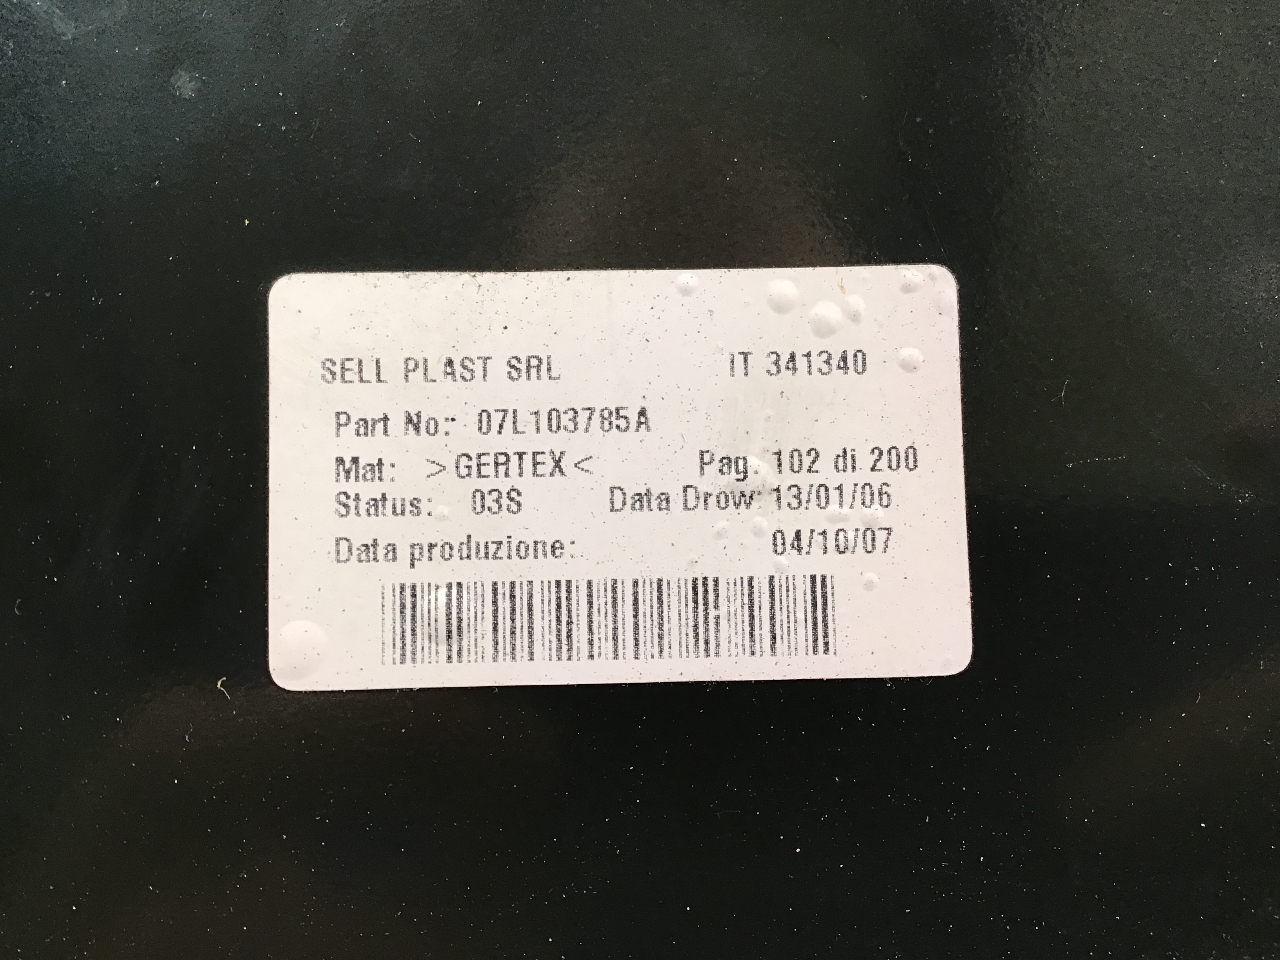 SELL PLAST SRL IT 341340
Part No: 07L103785A
Mat: >GERTEX< Pag. 102 di 200
Status: 03S Data Drow: 13/01/06
Data produzione: 04/10/07